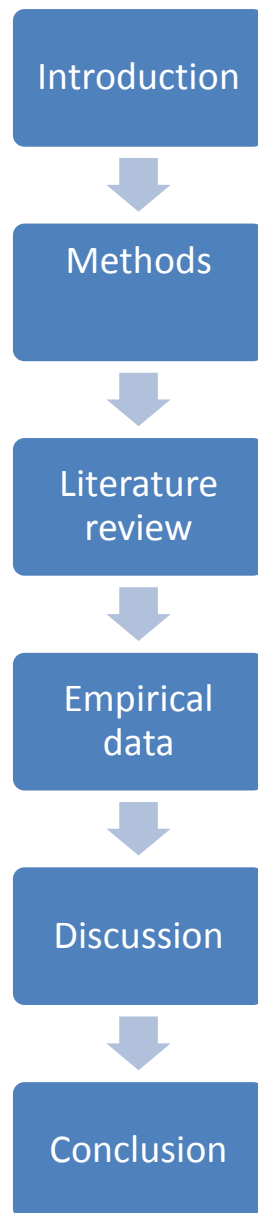 Introduction
Methods
Literature
review
Empirical
data
Discussion
Conclusion